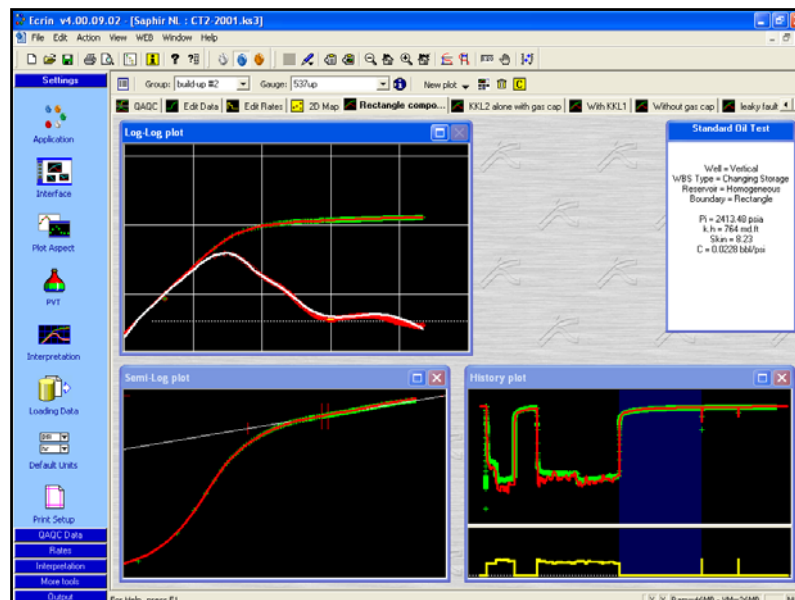 Ecrin v4.00.09.02 - [Saphir NL : CT2-2001.ks3]
File Edit Action View WEB Window Help
Settings
Group: build-up #2 Gauge: 537up New plot
QAQC Edit Data Edit Rates 2D Map Rectangle compo... KKL2 alone with gas cap With KKL1 Without gas cap leaky fault
Application
Interface
Plot Aspect
PVT
Interpretation
Loading Data
Default Units
Print Setup
QAQC Data
Rates
Interpretation
More tools
Output
Log-Log plot
Standard Oil Test
Well = Vertical
WBS Type = Changing Storage
Reservoir = Homogeneous
Boundary = Rectangle
Pi = 2413.48 psia
k.h = 764 md.ft
Skin = 8.23
C = 0.0228 bbl/psi
Semi-Log plot
History plot
For Help, press F1